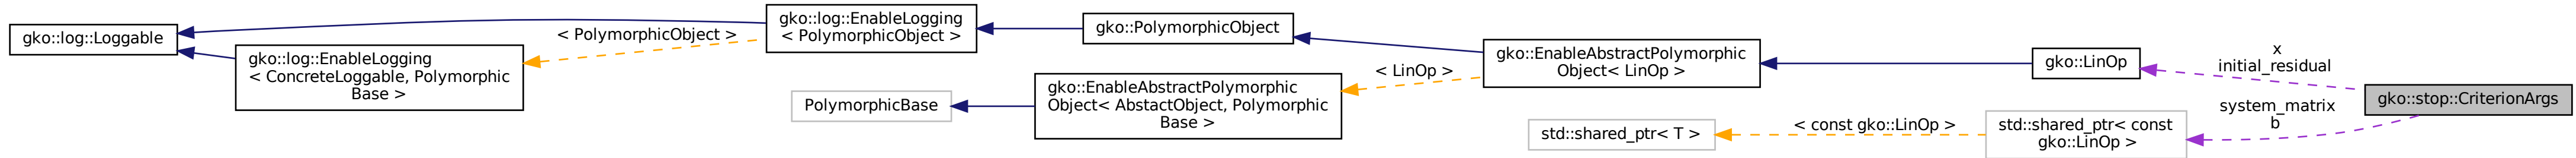 gko::log::Loggable
gko::log::EnableLogging
< ConcreteLoggable, Polymorphic
Base >
< PolymorphicObject >
gko::log::EnableLogging
< PolymorphicObject >
gko::PolymorphicObject
PolymorphicBase
gko::EnableAbstractPolymorphic
Object< AbstactObject, Polymorphic
Base >
< LinOp >
gko::EnableAbstractPolymorphic
Object< LinOp >
gko::LinOp
x
initial_residual
std::shared_ptr< T >
< const gko::LinOp >
std::shared_ptr< const
gko::LinOp >
system_matrix
b
gko::stop::CriterionArgs